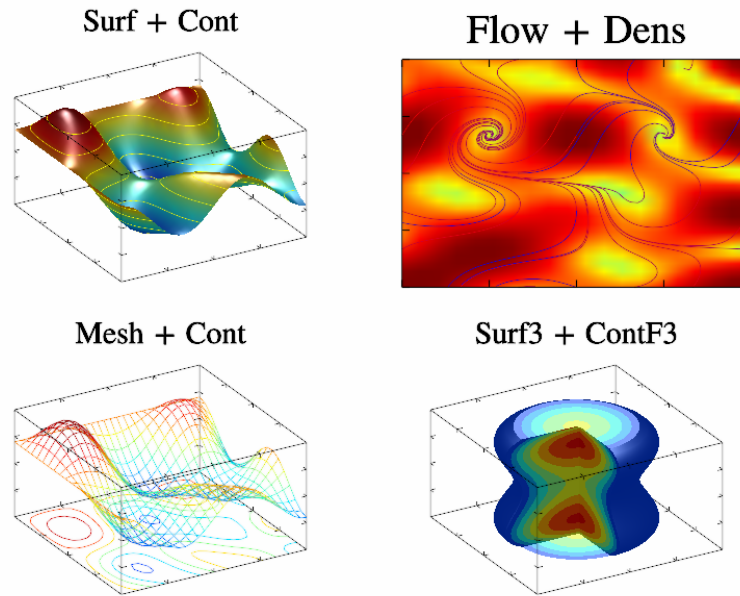 Surf + Cont
Flow + Dens
Mesh + Cont
Surf3 + ContF3